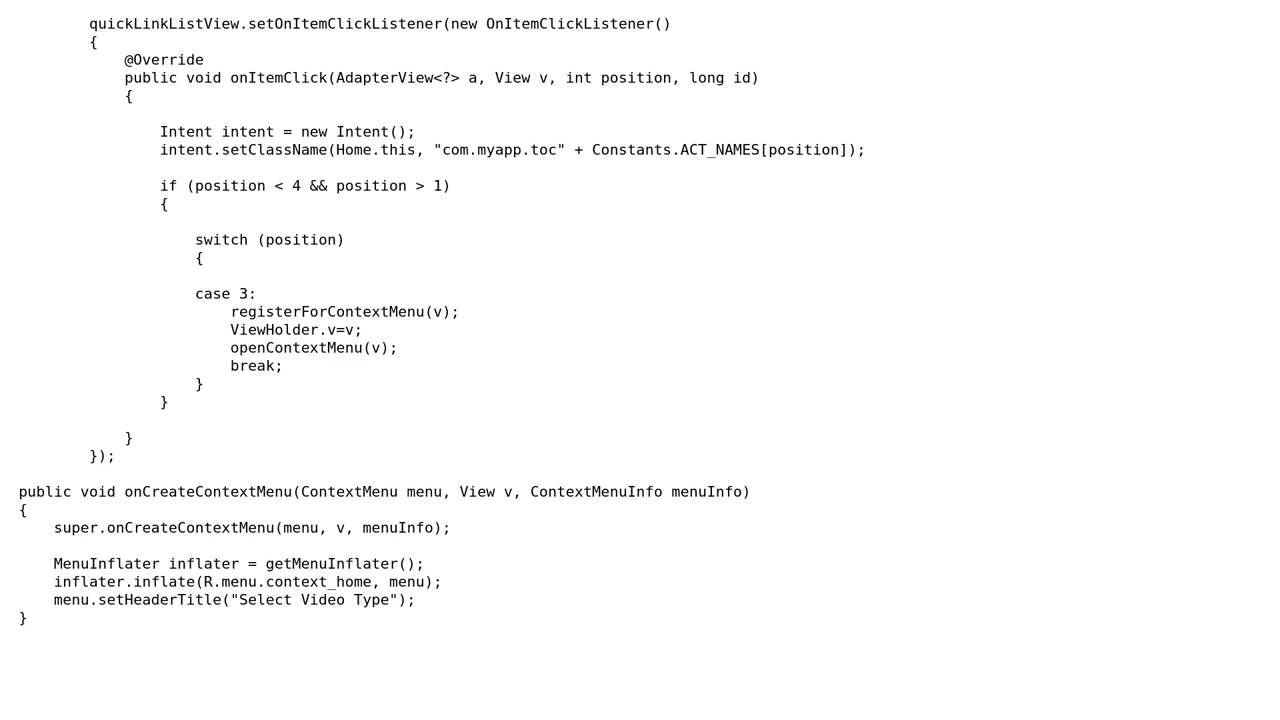 quickLinkListView.setOnItemClickListener(new OnItemClickListener()
        {
            @Override
            public void onItemClick(AdapterView<?> a, View v, int position, long id)
            {

                Intent intent = new Intent();
                intent.setClassName(Home.this, "com.myapp.toc" + Constants.ACT_NAMES[position]);

                if (position < 4 && position > 1)
                {

                    switch (position)
                    {

                    case 3:
                        registerForContextMenu(v);
                        ViewHolder.v=v;
                        openContextMenu(v);
                        break;
                    }
                }

            }
        });

public void onCreateContextMenu(ContextMenu menu, View v, ContextMenuInfo menuInfo)
{
    super.onCreateContextMenu(menu, v, menuInfo);

    MenuInflater inflater = getMenuInflater();
    inflater.inflate(R.menu.context_home, menu);
    menu.setHeaderTitle("Select Video Type");
}